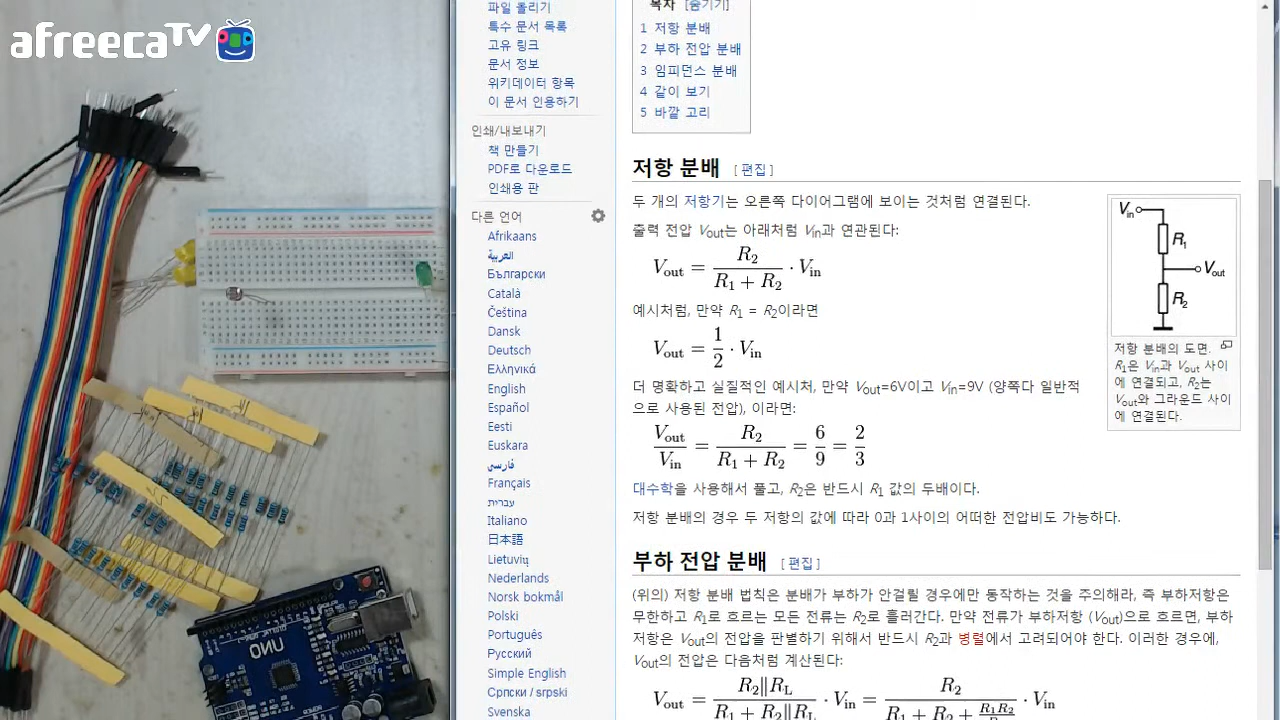 afreecaTV
파일 올리기
특수 문서 목록
고유 링크
문서 정보
위키데이터 항목
이 문서 인용하기
인쇄/내보내기
책 만들기
PDF로 다운로드
인쇄용 판
다른 언어
Afrikaans
العربية
Български
Català
Čeština
Dansk
Deutsch
Ελληνικά
English
Español
Eesti
Euskara
فارسی
Français
עברית
Italiano
日本語
Lietuvių
Nederlands
Norsk bokmål
Polski
Português
Русский
Simple English
Српски / srpski
Svenska
목차 [숨기기]
1 저항 분배
2 부하 전압 분배
3 임피던스 분배
4 같이 보기
5 바깥 고리
저항 분배 [편집]
두 개의 저항기는 오른쪽 다이어그램에 보이는 것처럼 연결된다.
출력 전압 Vout는 아래처럼 Vin과 연관된다:
Vout = R2 / (R1 + R2) · Vin
예시처럼, 만약 R1 = R2이라면
Vout = 1/2 · Vin
더 명확하고 실질적인 예시처, 만약 Vout=6V이고 Vin=9V (양쪽다 일반적
으로 사용된 전압), 이라면:
Vout / Vin = R2 / (R1 + R2) = 6/9 = 2/3
대수학을 사용해서 풀고, R2은 반드시 R1 값의 두배이다.
저항 분배의 경우 두 저항의 값에 따라 0과 1사이의 어떠한 전압비도 가능하다.
Vin
R1
Vout
R2
저항 분배의 도면.
R1은 Vin과 Vout 사이
에 연결되고, R2는
Vout와 그라운드 사이
에 연결된다.
부하 전압 분배 [편집]
(위의) 저항 분배 법칙은 분배가 부하가 안걸릴 경우에만 동작하는 것을 주의해라, 즉 부하저항은
무한하고 R1로 흐르는 모든 전류는 R2로 흘러간다. 만약 전류가 부하저항 (Vout)으로 흐르면, 부하
저항은 Vout의 전압을 판별하기 위해서 반드시 R2과 병렬에서 고려되어야 한다. 이러한 경우에,
Vout의 전압은 다음처럼 계산된다:
Vout = R2∥RL / (R1 + R2∥RL) · Vin = R2 / (R1 + R2 + R1R2) · Vin
UNO